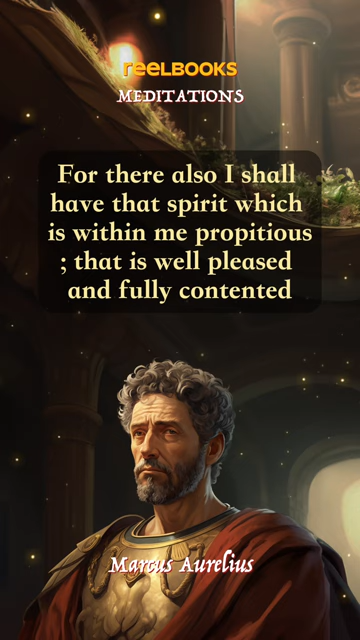 reelBOOKS
MEDITATIONS
For there also I shall
have that spirit which
is within me propitious
; that is well pleased
and fully contented
Marcus Aurelius